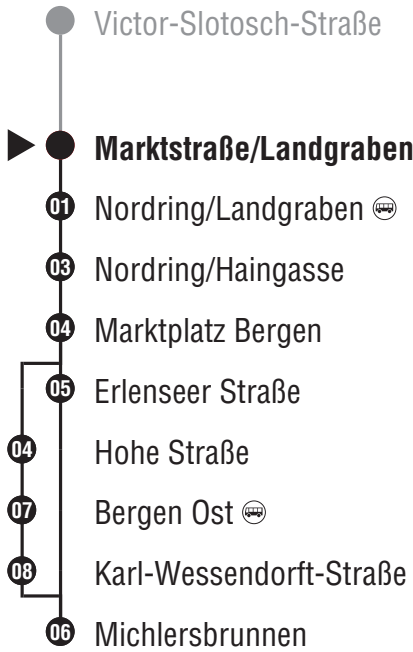 Victor-Slotosch-Straße
Marktstraße/Landgraben
01 Nordring/Landgraben
03 Nordring/Haingasse
04 Marktplatz Bergen
05 Erlenseer Straße
04 Hohe Straße
07 Bergen Ost
08 Karl-Wessendorft-Straße
06 Michlersbrunnen